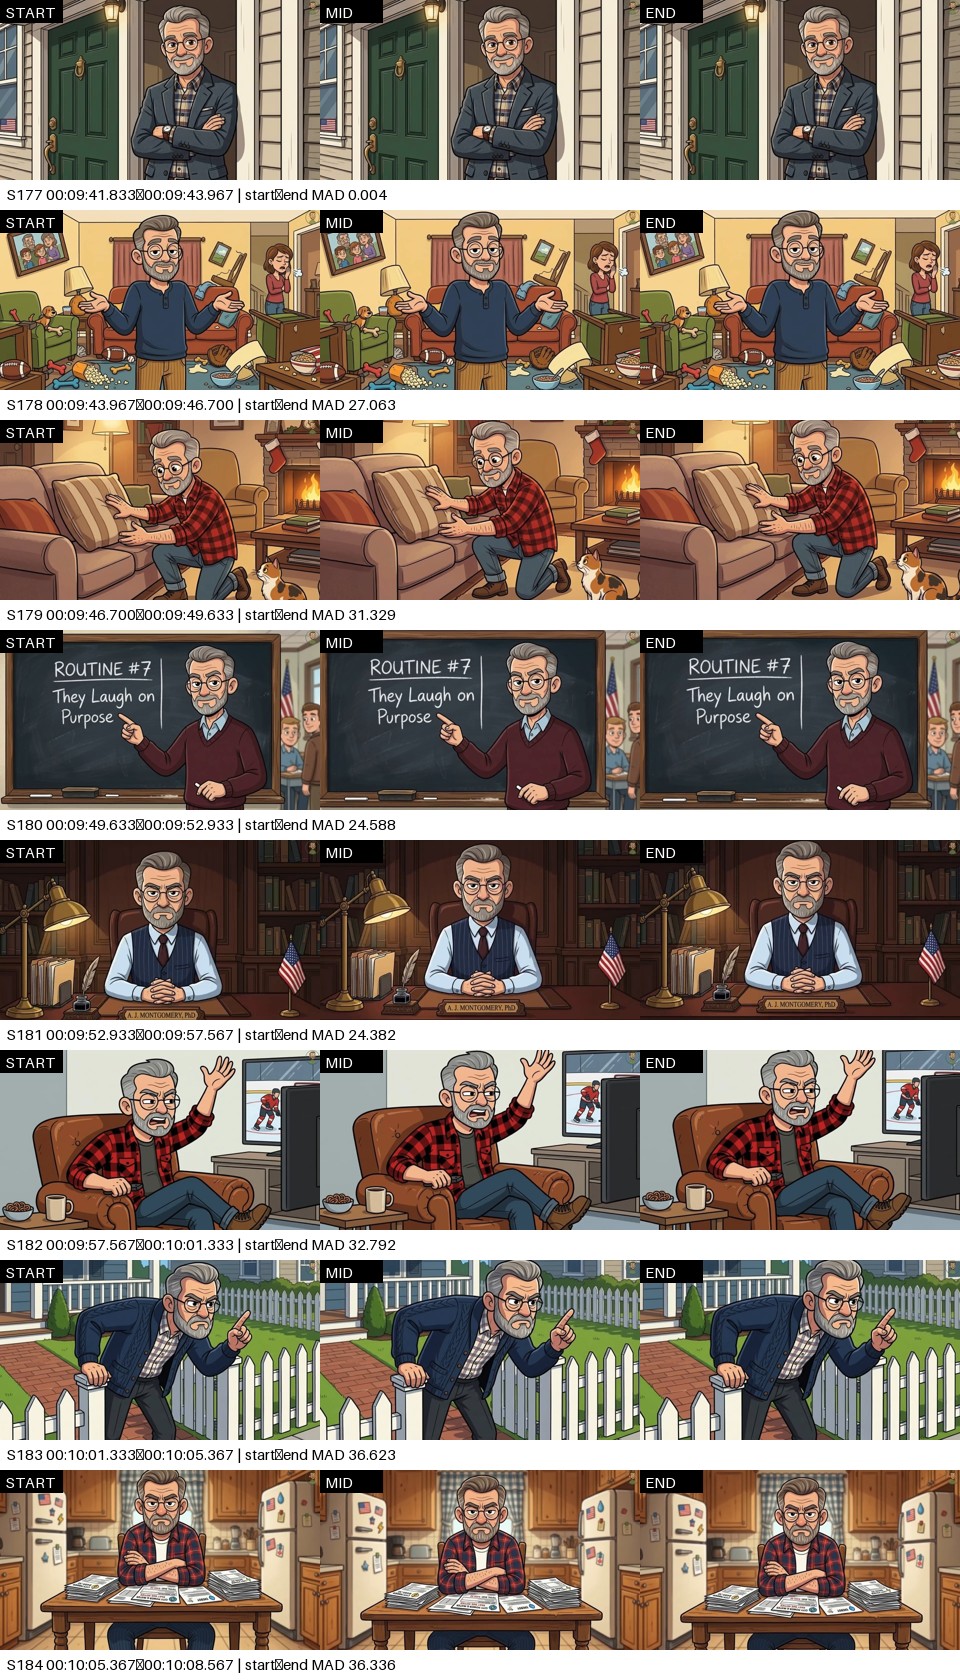 START
MID
END
S177 00:09:41.833→00:09:43.967 | start→end MAD 0.004
START
MID
END
S178 00:09:43.967→00:09:46.700 | start→end MAD 27.063
START
MID
END
S179 00:09:46.700→00:09:49.633 | start→end MAD 31.329
START
MID
END
ROUTINE #7
They Laugh on
Purpose
ROUTINE #7
They Laugh on
Purpose
ROUTINE #7
They Laugh on
Purpose
S180 00:09:49.633→00:09:52.933 | start→end MAD 24.588
START
MID
END
A. J. MONTGOMERY, PhD
A. J. MONTGOMERY, PhD
A. J. MONTGOMERY, PhD
S181 00:09:52.933→00:09:57.567 | start→end MAD 24.382
START
MID
END
S182 00:09:57.567→00:10:01.333 | start→end MAD 32.792
START
MID
END
S183 00:10:01.333→00:10:05.367 | start→end MAD 36.623
START
MID
END
S184 00:10:05.367→00:10:08.567 | start→end MAD 36.336